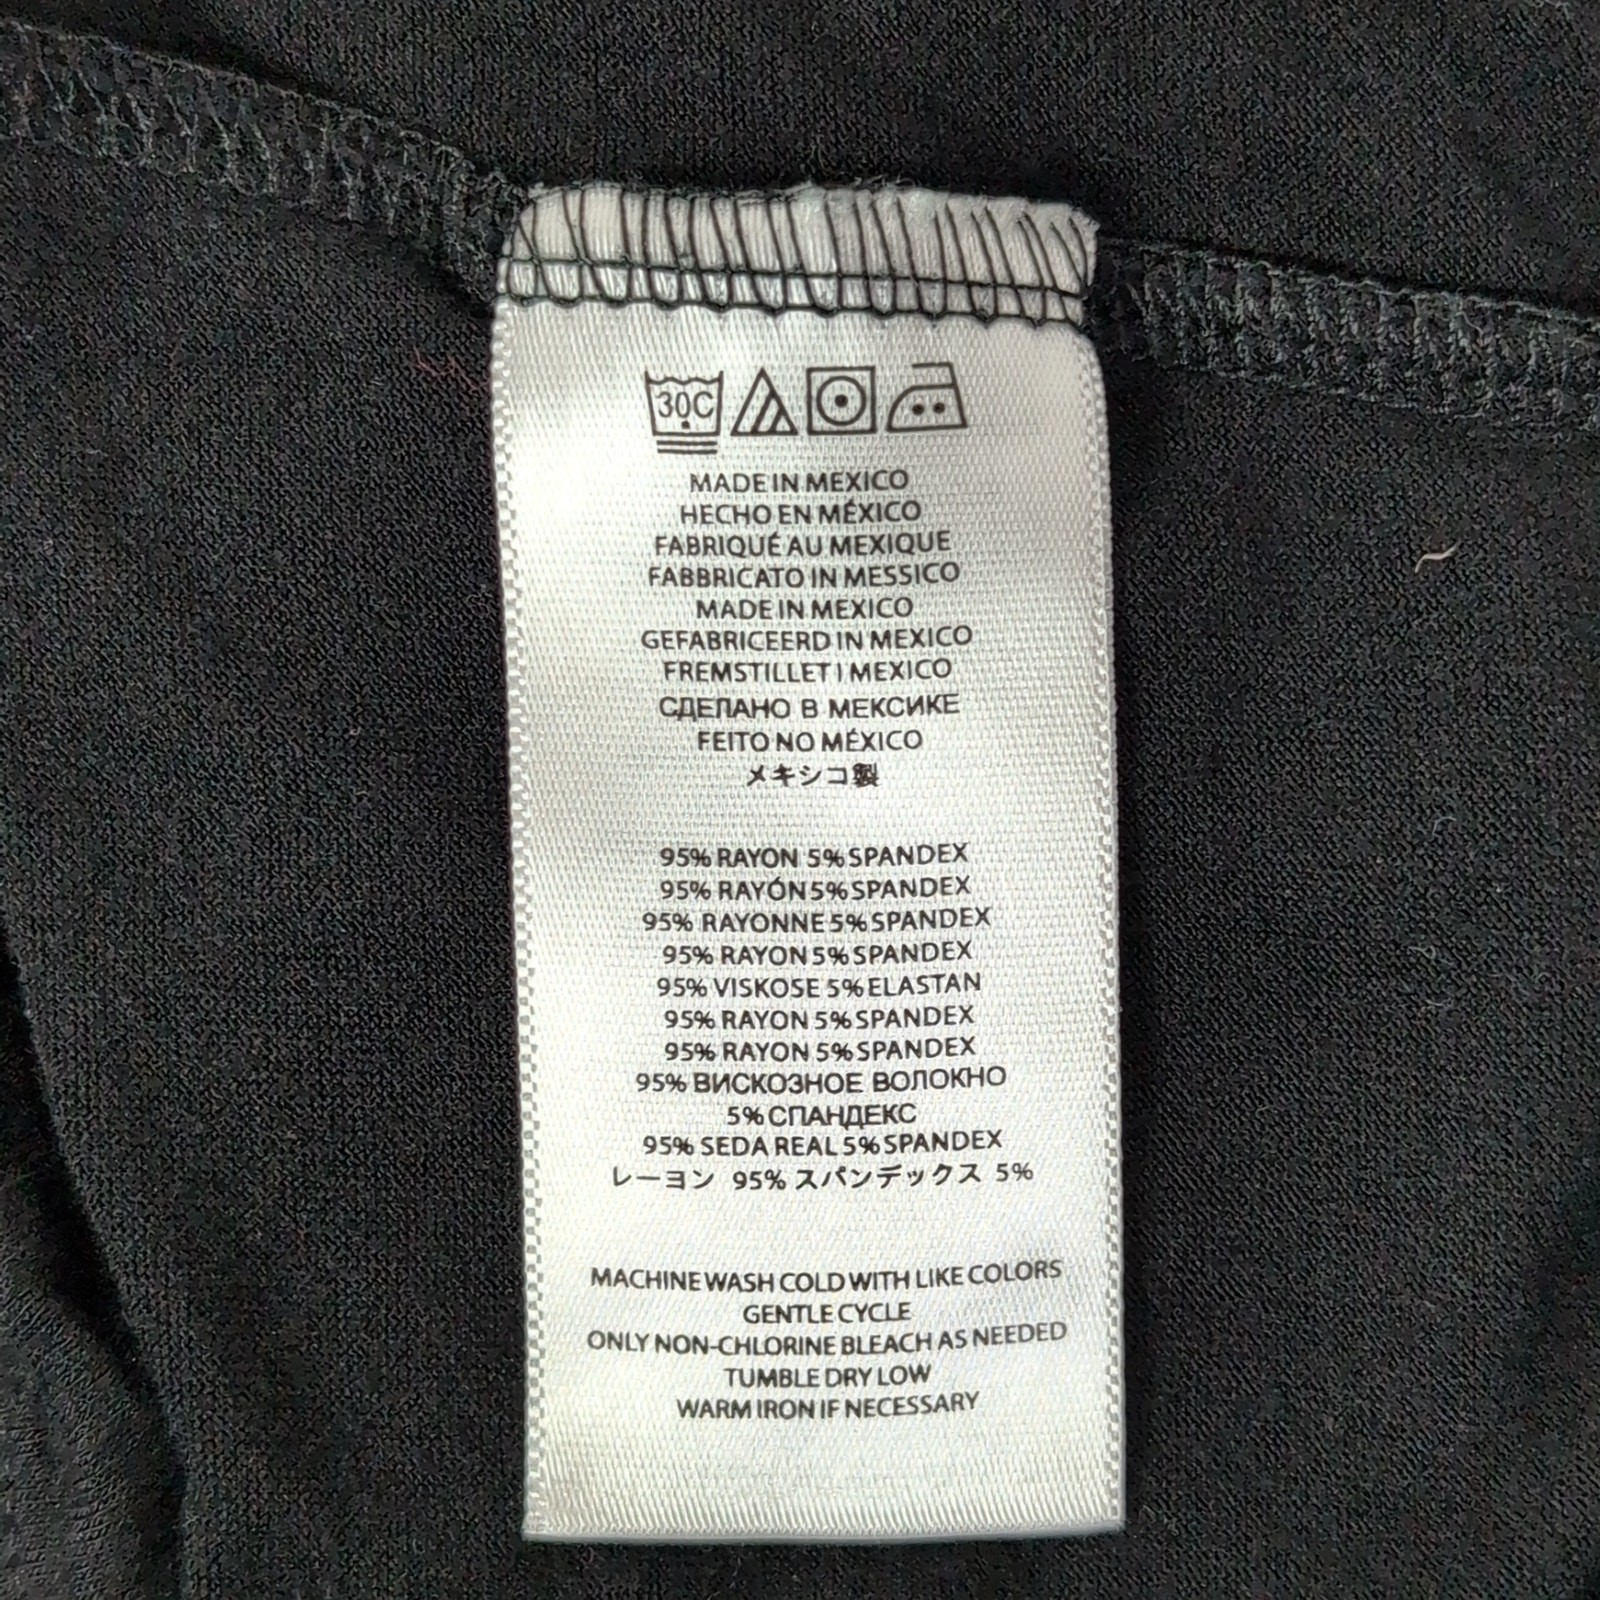 30C
MADE IN MEXICO
HECHO EN MÉXICO
FABRIQUÉ AU MEXIQUE
FABBRICATO IN MESSICO
MADE IN MEXICO
GEFABRICEERD IN MEXICO
FREMSTILLET I MEXICO
СДЕЛАНО В МЕКСИКЕ
FEITO NO MÉXICO
メキシコ製
95% RAYON 5% SPANDEX
95% RAYÓN 5% SPANDEX
95% RAYONNE 5% SPANDEX
95% RAYON 5% SPANDEX
95% VISKOSE 5% ELASTAN
95% RAYON 5% SPANDEX
95% RAYON 5% SPANDEX
95% ВИСКОЗНОЕ ВОЛОКНО
5% СПАНДЕКС
95% SEDA REAL 5% SPANDEX
レーヨン 95% スパンデックス 5%
MACHINE WASH COLD WITH LIKE COLORS
GENTLE CYCLE
ONLY NON-CHLORINE BLEACH AS NEEDED
TUMBLE DRY LOW
WARM IRON IF NECESSARY